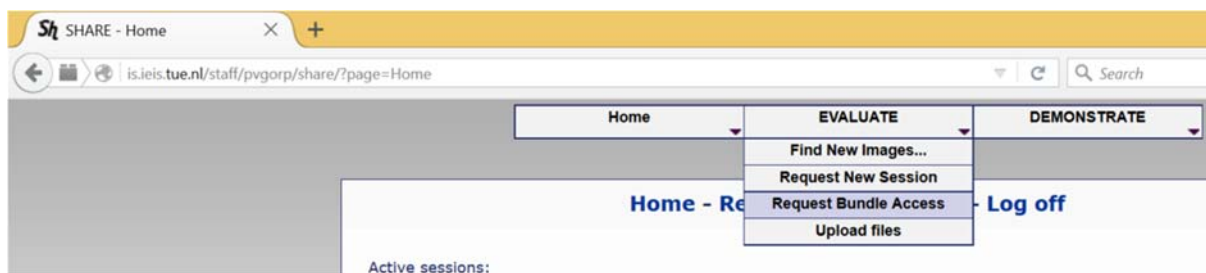 Sh SHARE - Home
is.ieis.tue.nl/staff/pvgorp/share/?page=Home
Search
Home EVALUATE DEMONSTRATE
Find New Images...
Request New Session
Request Bundle Access
Upload files
Home - Re - Log off
Active sessions: